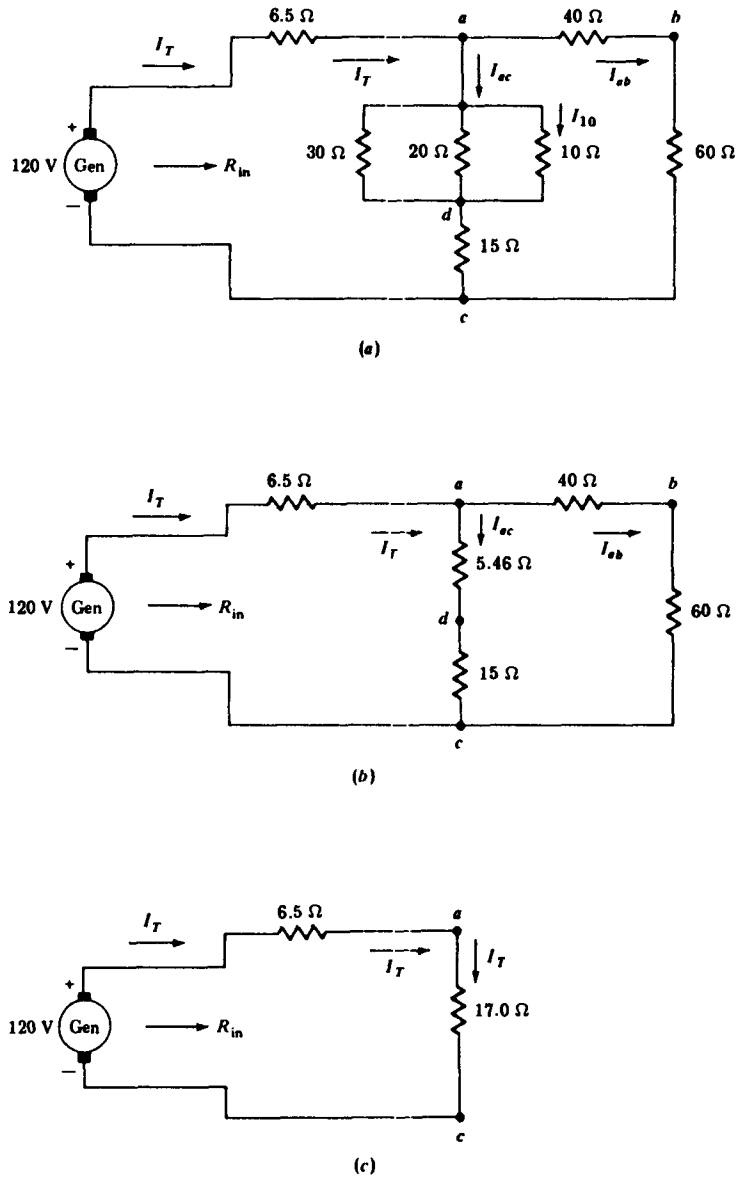 6.5 Ω
a
40 Ω
b
I_T
I_T
I_ac
I_ab
+
30 Ω
20 Ω
I_10
10 Ω
60 Ω
120 V
Gen
R_in
−
d
15 Ω
c
(a)
6.5 Ω
a
40 Ω
b
I_T
I_T
I_ac
I_ab
+
5.46 Ω
120 V
Gen
R_in
d
60 Ω
−
15 Ω
c
(b)
6.5 Ω
a
I_T
I_T
I_T
+
17.0 Ω
120 V
Gen
R_in
−
c
(c)